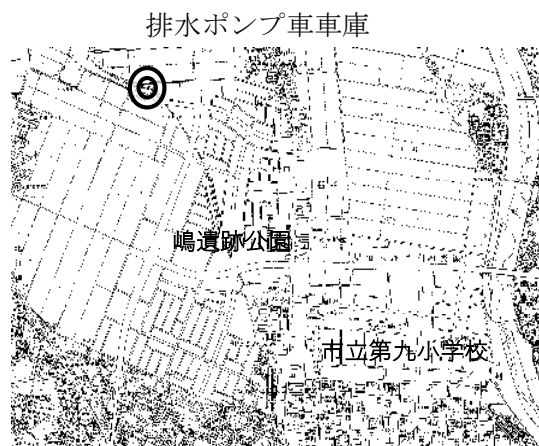 排水ポンプ車車庫
嶋遺跡公園
市立第九小学校